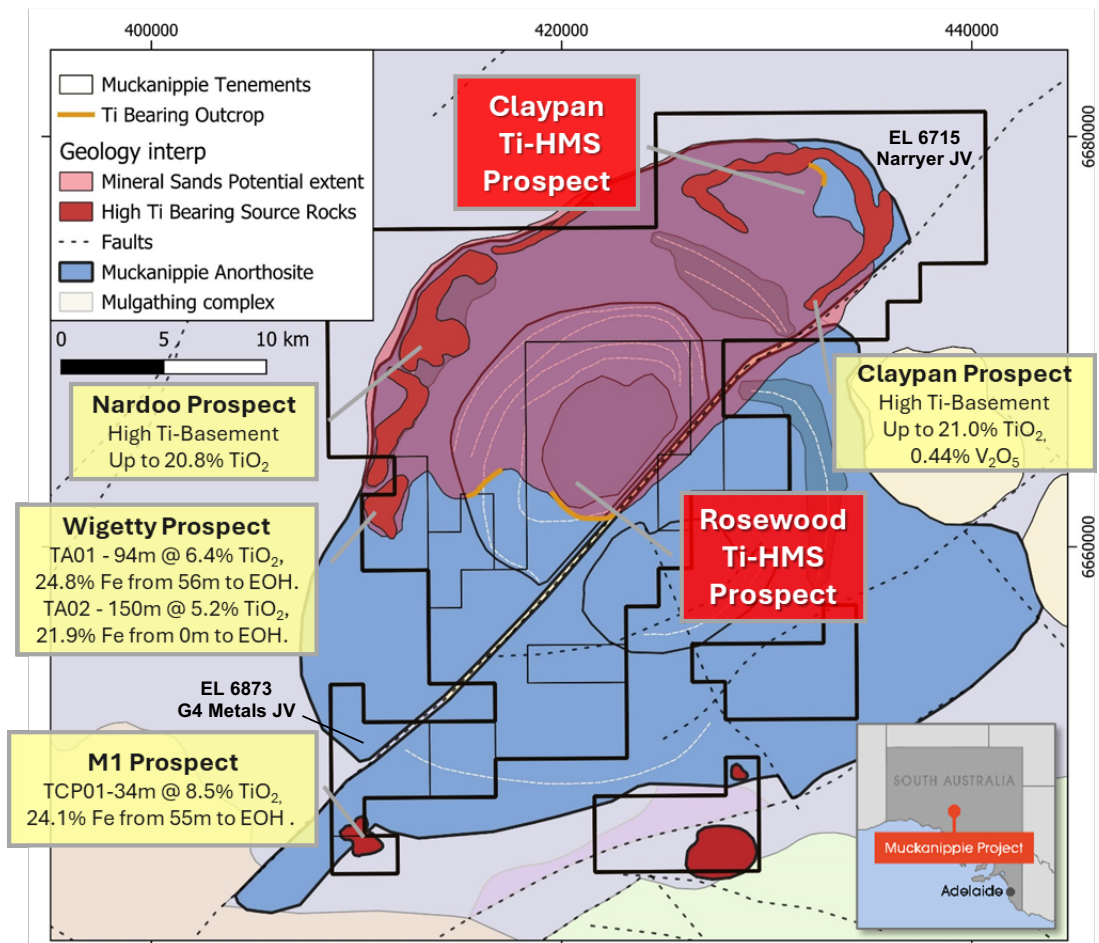 400000
420000
440000
Muckanippie Tenements
Ti Bearing Outcrop
Geology interp
Mineral Sands Potential extent
High Ti Bearing Source Rocks
Faults
Muckanippie Anorthosite
Mulgathing complex
0 5 10 km
Claypan
Ti-HMS
Prospect
EL 6715
Narryer JV
6680000
Nardoo Prospect
High Ti-Basement
Up to 20.8% TiO₂
Claypan Prospect
High Ti-Basement
Up to 21.0% TiO₂,
0.44% V₂O₅
Wigetty Prospect
TA01 - 94m @ 6.4% TiO₂,
24.8% Fe from 56m to EOH.
TA02 - 150m @ 5.2% TiO₂,
21.9% Fe from 0m to EOH.
Rosewood
Ti-HMS
Prospect
6660000
EL 6873
G4 Metals JV
M1 Prospect
TCP01-34m @ 8.5% TiO₂,
24.1% Fe from 55m to EOH .
SOUTH AUSTRALIA
Muckanippie Project
Adelaide